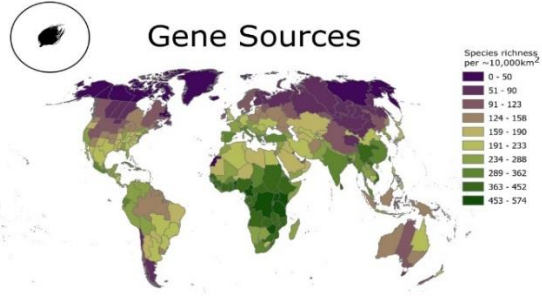 Gene Sources
Species richness
per ~10,000km2
0 - 50
51 - 90
91 - 123
124 - 158
159 - 190
191 - 233
234 - 288
289 - 362
363 - 452
453 - 574